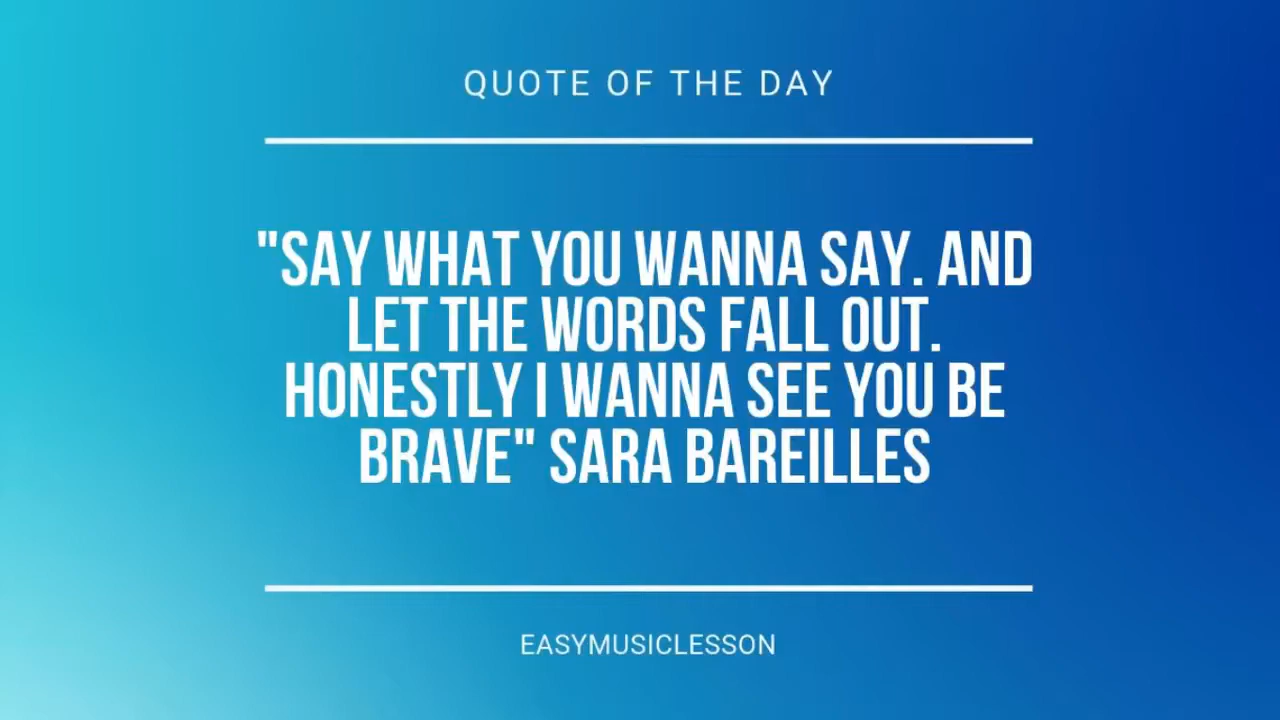 QUOTE OF THE DAY
"SAY WHAT YOU WANNA SAY. AND
LET THE WORDS FALL OUT.
HONESTLY I WANNA SEE YOU BE
BRAVE" SARA BAREILLES
EASYMUSICLESSON